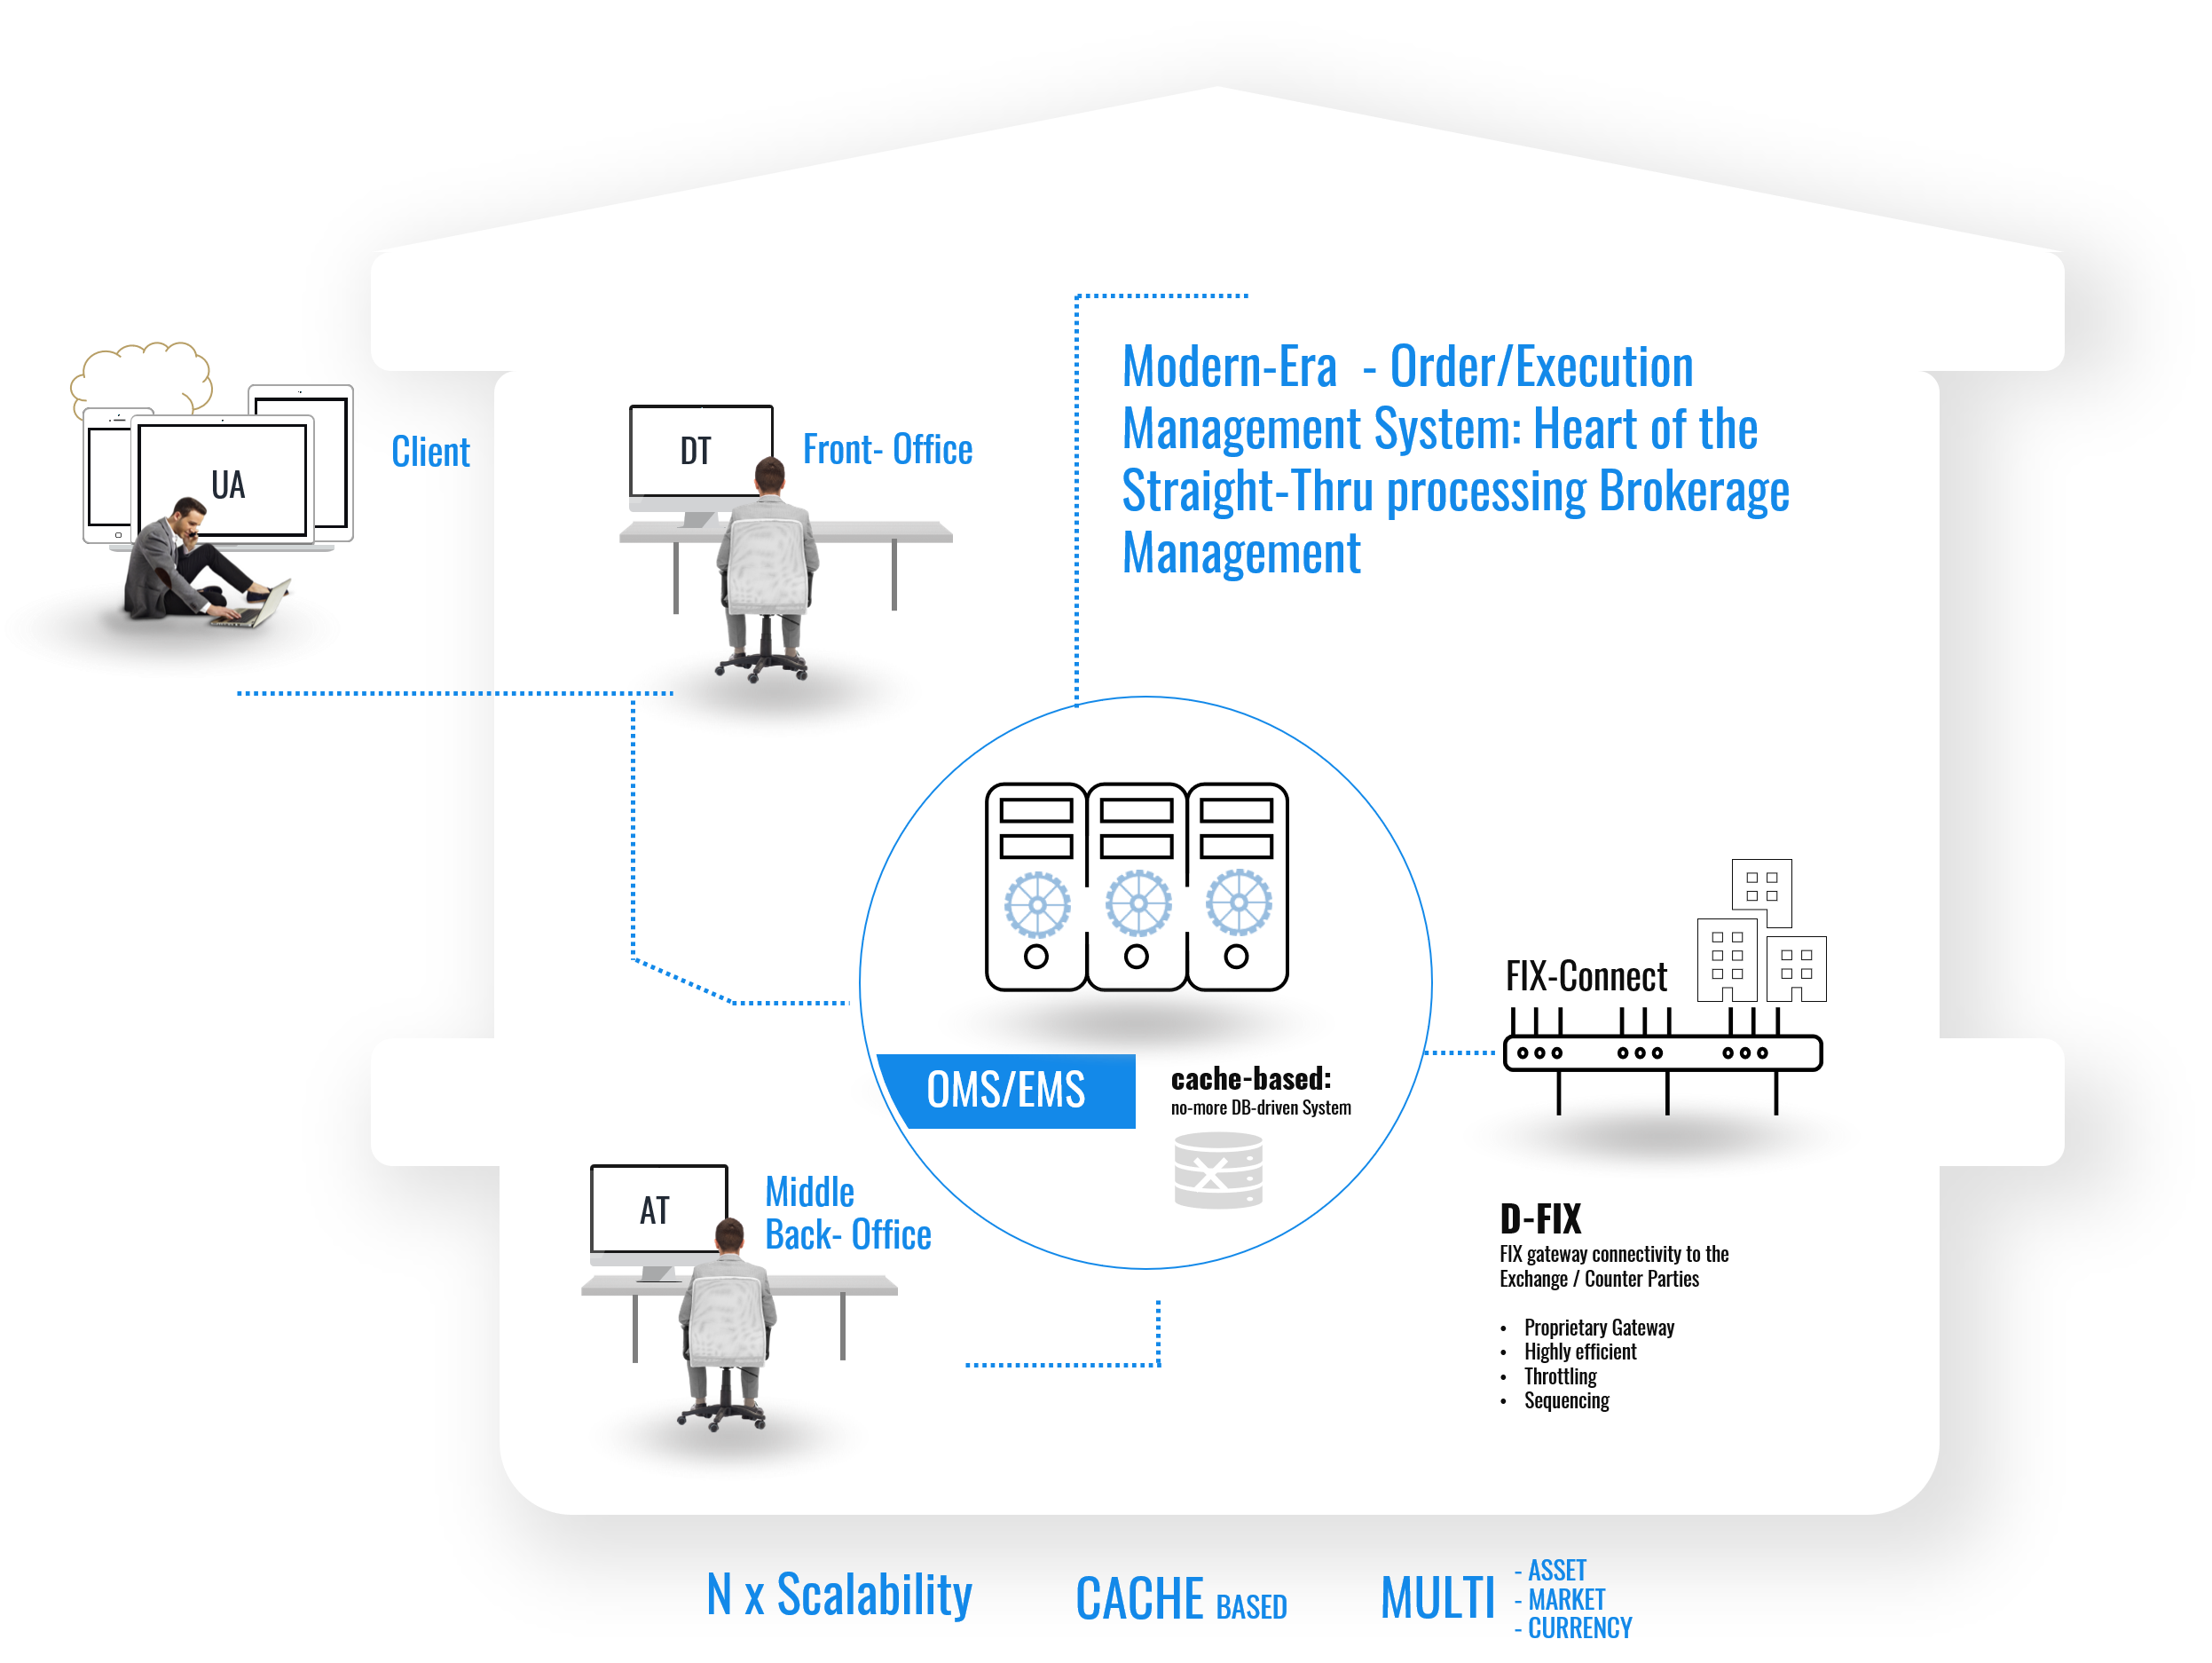 Modern-Era - Order/Execution
Management System: Heart of the
Straight-Thru processing Brokerage
Management
Client
UA
DT
Front- Office
FIX-Connect
OMS/EMS
cache-based:
no-more DB-driven System
AT
Middle
Back- Office
D-FIX
FIX gateway connectivity to the
Exchange / Counter Parties
• Proprietary Gateway
• Highly efficient
• Throttling
• Sequencing
N x Scalability
CACHE BASED
MULTI
- ASSET
- MARKET
- CURRENCY